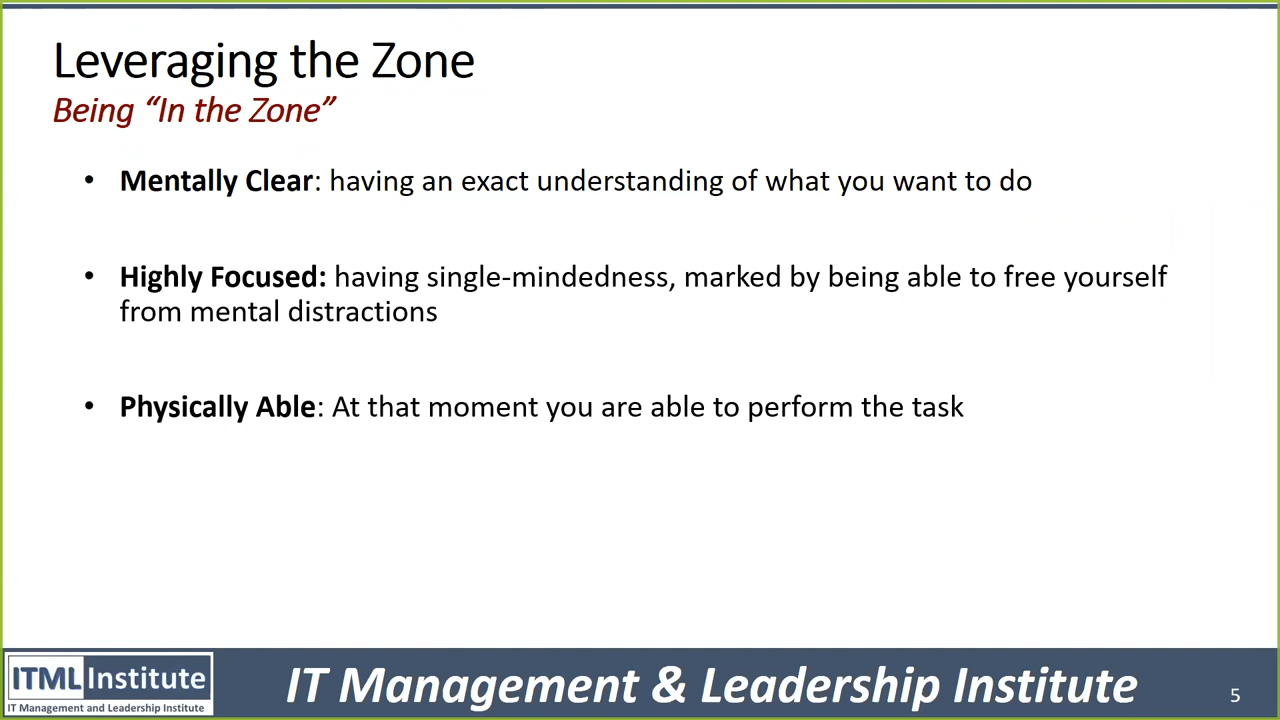 Leveraging the Zone
Being “In the Zone”
• Mentally Clear: having an exact understanding of what you want to do
• Highly Focused: having single-mindedness, marked by being able to free yourself
from mental distractions
• Physically Able: At that moment you are able to perform the task
ITML Institute
IT Management and Leadership Institute
IT Management & Leadership Institute
5